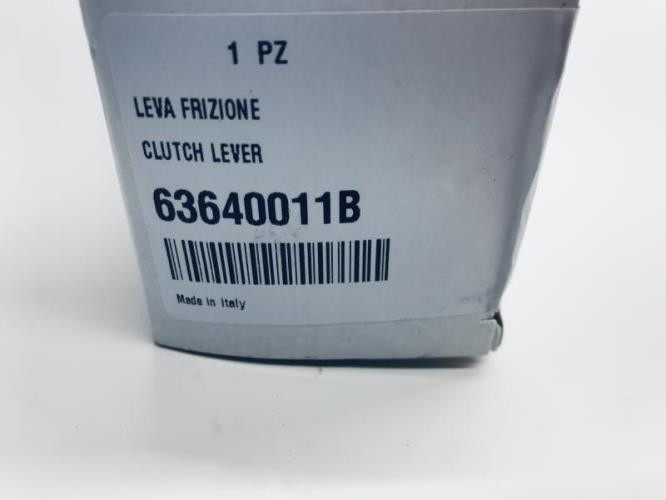 1 PZ
LEVA FRIZIONE
CLUTCH LEVER
63640011B
Made in Italy